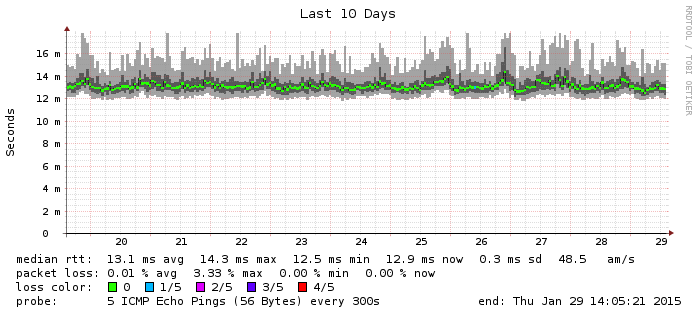 Last 10 Days
RRDTOOL / TOBI OETIKER
Seconds
16 m
14 m
12 m
10 m
8 m
6 m
4 m
2 m
0
20 21 22 23 24 25 26 27 28 29
median rtt: 13.1 ms avg 14.3 ms max 12.5 ms min 12.9 ms now 0.3 ms sd 48.5 am/s
packet loss: 0.01 % avg 3.33 % max 0.00 % min 0.00 % now
loss color: 0 1/5 2/5 3/5 4/5
probe: 5 ICMP Echo Pings (56 Bytes) every 300s end: Thu Jan 29 14:05:21 2015